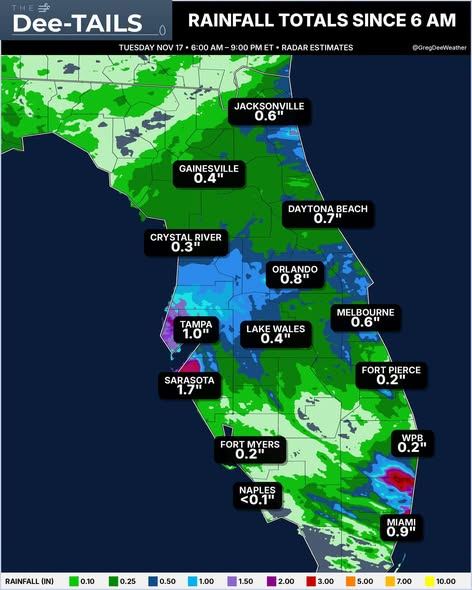 THE
Dee-TAILS
RAINFALL TOTALS SINCE 6 AM
TUESDAY NOV 17 • 6:00 AM – 9:00 PM ET • RADAR ESTIMATES
@GregDeeWeather
JACKSONVILLE
0.6"
GAINESVILLE
0.4"
DAYTONA BEACH
0.7"
CRYSTAL RIVER
0.3"
ORLANDO
0.8"
MELBOURNE
0.6"
TAMPA
1.0"
LAKE WALES
0.4"
FORT PIERCE
0.2"
SARASOTA
1.7"
WPB
0.2"
FORT MYERS
0.2"
NAPLES
<0.1"
MIAMI
0.9"
RAINFALL (IN) 0.10 0.25 0.50 1.00 1.50 2.00 3.00 5.00 7.00 10.00